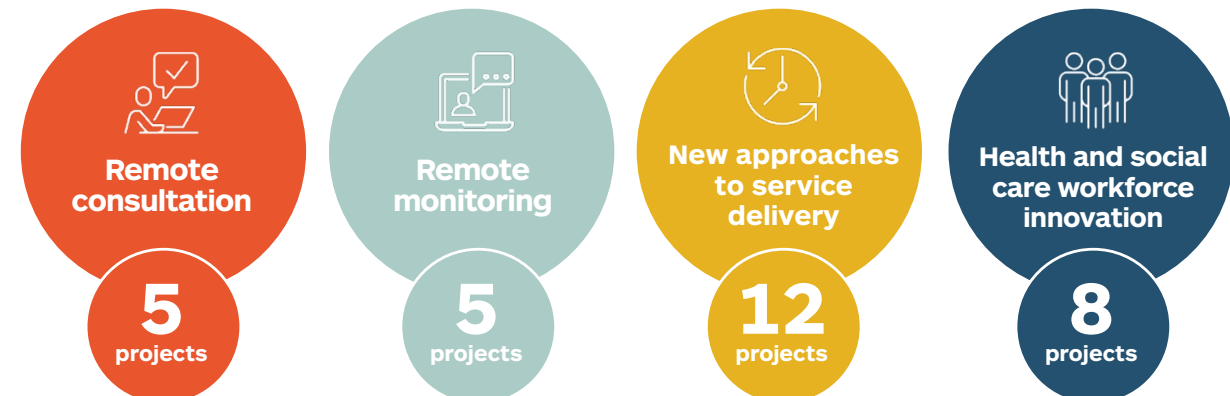 Remote
consultation
5
projects
Remote
monitoring
5
projects
New approaches
to service
delivery
12
projects
Health and social
care workforce
innovation
8
projects